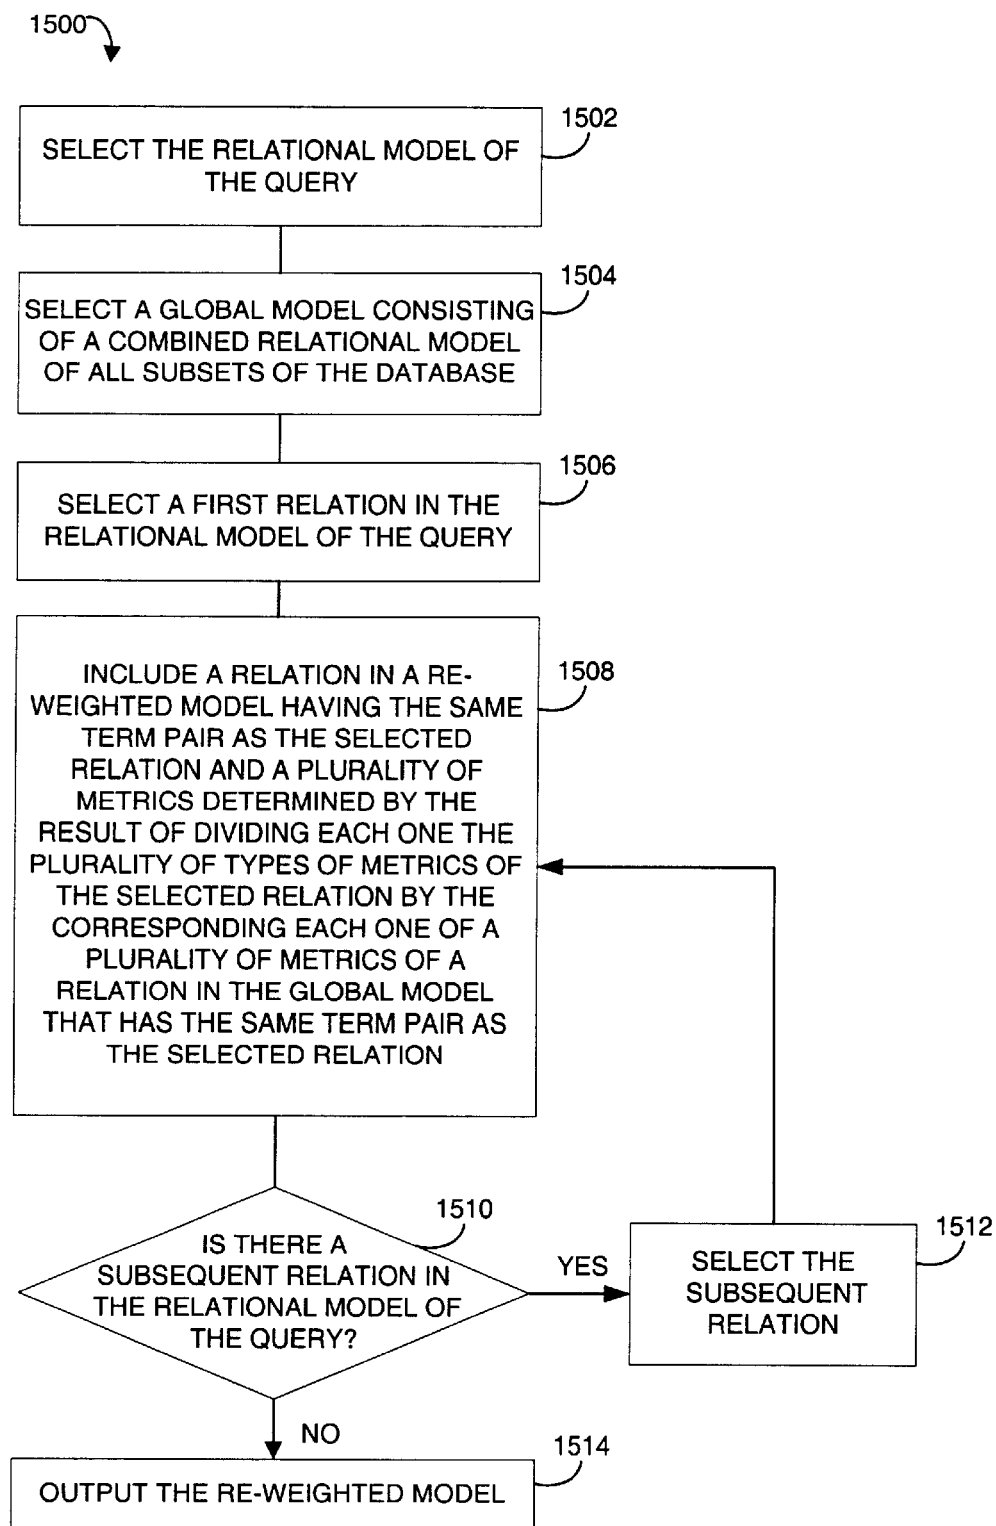 1500
1502
SELECT THE RELATIONAL MODEL OF
THE QUERY
1504
SELECT A GLOBAL MODEL CONSISTING
OF A COMBINED RELATIONAL MODEL
OF ALL SUBSETS OF THE DATABASE
1506
SELECT A FIRST RELATION IN THE
RELATIONAL MODEL OF THE QUERY
1508
INCLUDE A RELATION IN A RE-
WEIGHTED MODEL HAVING THE SAME
TERM PAIR AS THE SELECTED
RELATION AND A PLURALITY OF
METRICS DETERMINED BY THE
RESULT OF DIVIDING EACH ONE THE
PLURALITY OF TYPES OF METRICS OF
THE SELECTED RELATION BY THE
CORRESPONDING EACH ONE OF A
PLURALITY OF METRICS OF A
RELATION IN THE GLOBAL MODEL
THAT HAS THE SAME TERM PAIR AS
THE SELECTED RELATION
1510
IS THERE A
SUBSEQUENT RELATION IN
THE RELATIONAL MODEL OF
THE QUERY?
YES
1512
SELECT THE
SUBSEQUENT
RELATION
NO
1514
OUTPUT THE RE-WEIGHTED MODEL